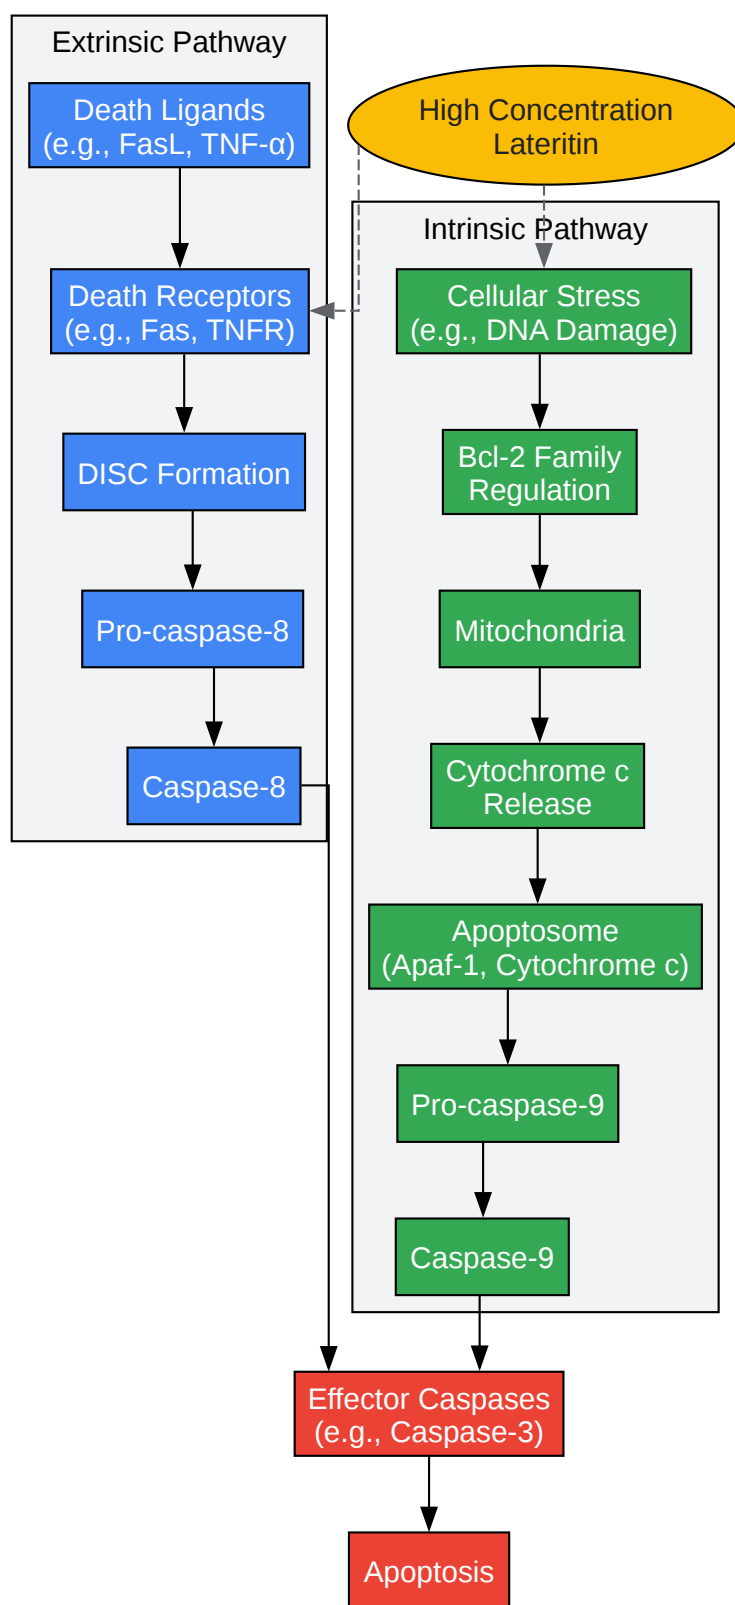 Extrinsic Pathway
Death Ligands
(e.g., FasL, TNF-α)
High Concentration
Lateritin
Intrinsic Pathway
Death Receptors
(e.g., Fas, TNFR)
Cellular Stress
(e.g., DNA Damage)
DISC Formation
Bcl-2 Family
Regulation
Pro-caspase-8
Mitochondria
Caspase-8
Cytochrome c
Release
Apoptosome
(Apaf-1, Cytochrome c)
Pro-caspase-9
Caspase-9
Effector Caspases
(e.g., Caspase-3)
Apoptosis